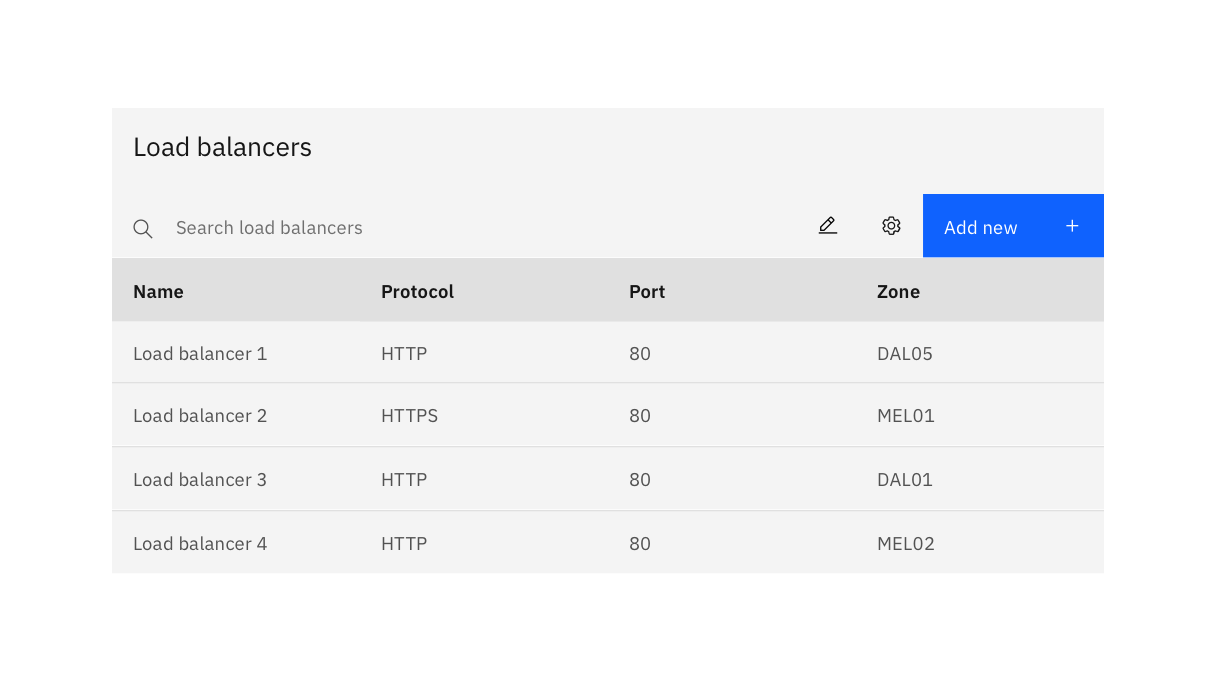 Load balancers
Search load balancers
Add new
Name Protocol Port Zone
Load balancer 1 HTTP 80 DAL05
Load balancer 2 HTTPS 80 MEL01
Load balancer 3 HTTP 80 DAL01
Load balancer 4 HTTP 80 MEL02